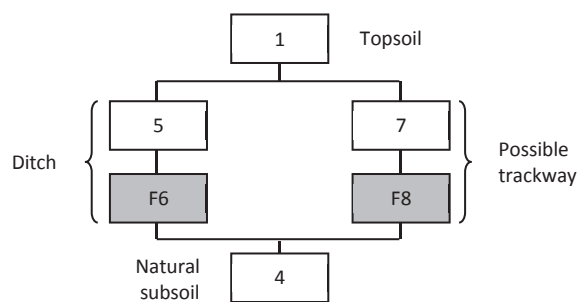 1 Topsoil
5 7
Ditch
Possible
trackway
F6 F8
Natural
subsoil
4